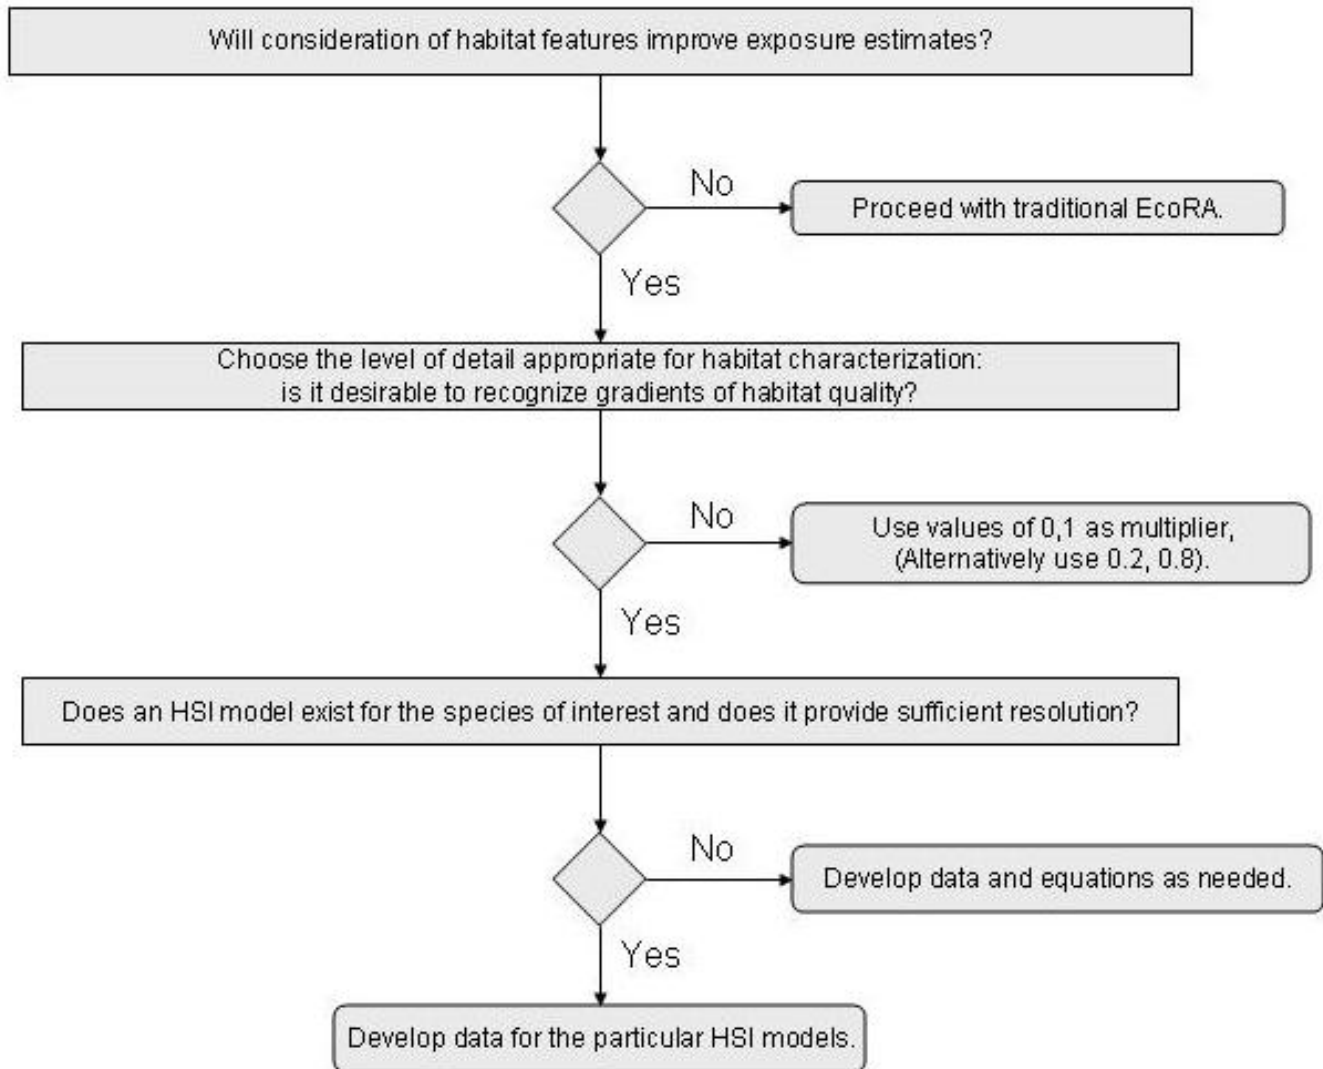 Will consideration of habitat features improve exposure estimates?
No
Proceed with traditional EcoRA.
Yes
Choose the level of detail appropriate for habitat characterization:
is it desirable to recognize gradients of habitat quality?
No
Use values of 0,1 as multiplier,
(Alternatively use 0.2, 0.8).
Yes
Does an HSI model exist for the species of interest and does it provide sufficient resolution?
No
Develop data and equations as needed.
Yes
Develop data for the particular HSI models.